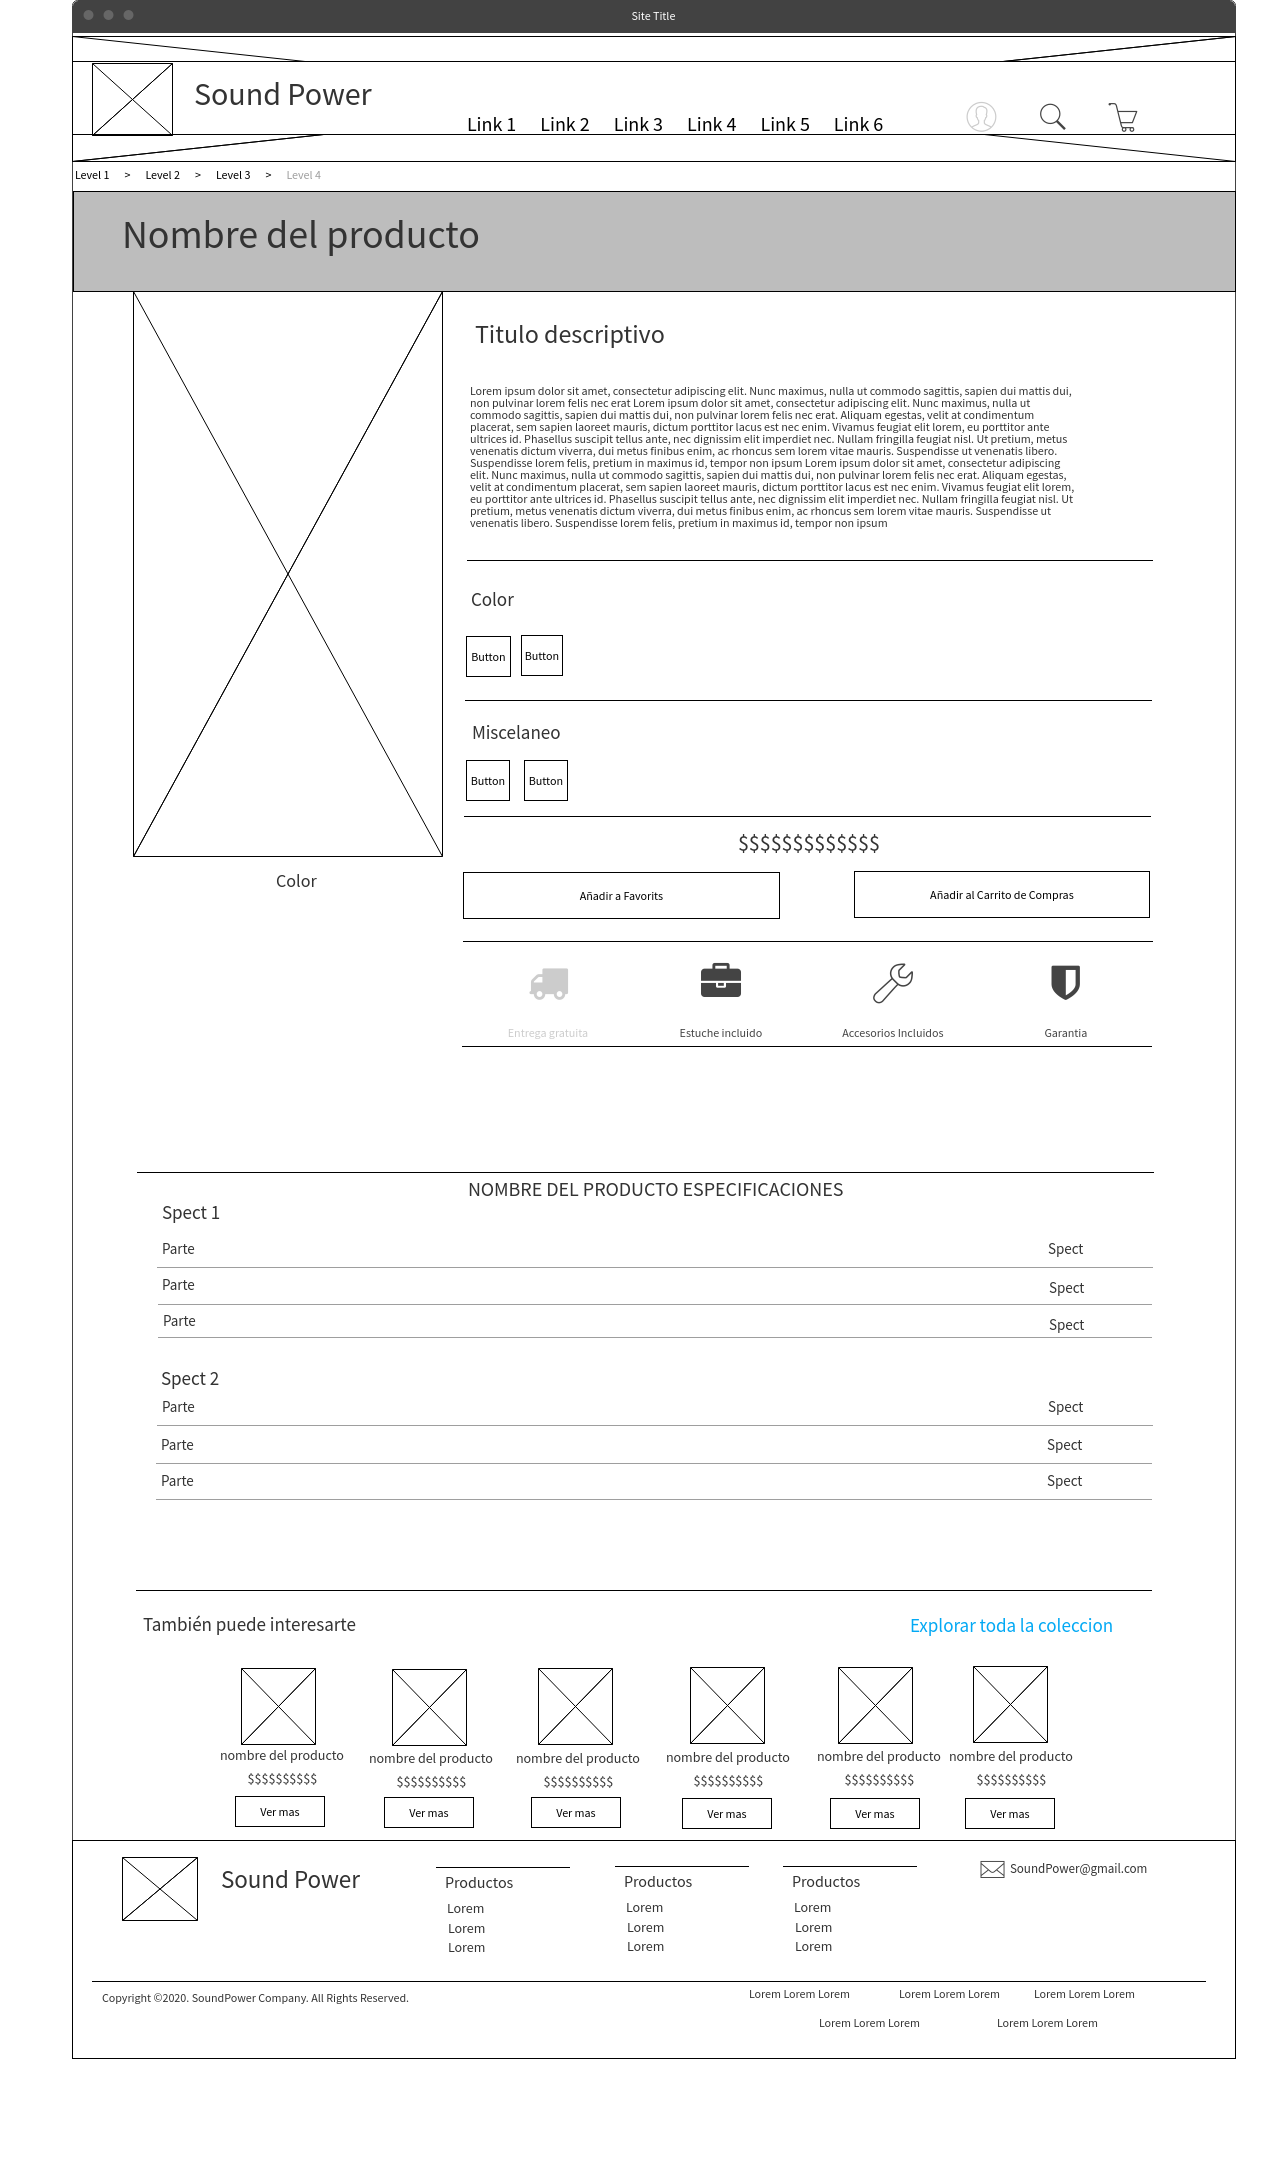 Site Title
Sound Power
Link 1 Link 2 Link 3 Link 4 Link 5 Link 6
Level 1 > Level 2 > Level 3 > Level 4
Nombre del producto
Titulo descriptivo
Lorem ipsum dolor sit amet, consectetur adipiscing elit. Nunc maximus, nulla ut commodo sagittis, sapien dui mattis dui,
non pulvinar lorem felis nec erat Lorem ipsum dolor sit amet, consectetur adipiscing elit. Nunc maximus, nulla ut
commodo sagittis, sapien dui mattis dui, non pulvinar lorem felis nec erat. Aliquam egestas, velit at condimentum
placerat, sem sapien laoreet mauris, dictum porttitor lacus est nec enim. Vivamus feugiat elit lorem, eu porttitor ante
ultrices id. Phasellus suscipit tellus ante, nec dignissim elit imperdiet nec. Nullam fringilla feugiat nisl. Ut pretium, metus
venenatis dictum viverra, dui metus finibus enim, ac rhoncus sem lorem vitae mauris. Suspendisse ut venenatis libero.
Suspendisse lorem felis, pretium in maximus id, tempor non ipsum Lorem ipsum dolor sit amet, consectetur adipiscing
elit. Nunc maximus, nulla ut commodo sagittis, sapien dui mattis dui, non pulvinar lorem felis nec erat. Aliquam egestas,
velit at condimentum placerat, sem sapien laoreet mauris, dictum porttitor lacus est nec enim. Vivamus feugiat elit lorem,
eu porttitor ante ultrices id. Phasellus suscipit tellus ante, nec dignissim elit imperdiet nec. Nullam fringilla feugiat nisl. Ut
pretium, metus venenatis dictum viverra, dui metus finibus enim, ac rhoncus sem lorem vitae mauris. Suspendisse ut
venenatis libero. Suspendisse lorem felis, pretium in maximus id, tempor non ipsum
Color
Button Button
Miscelaneo
Button Button
$$$$$$$$$$$$$
Color
Añadir a Favorits Añadir al Carrito de Compras
Entrega gratuita Estuche incluido Accesorios Incluidos Garantia
NOMBRE DEL PRODUCTO ESPECIFICACIONES
Spect 1
Parte Spect
Parte Spect
Parte Spect
Spect 2
Parte Spect
Parte Spect
Parte Spect
También puede interesarte Explorar toda la coleccion
nombre del producto nombre del producto nombre del producto nombre del producto nombre del producto nombre del producto
$$$$$$$$$$ $$$$$$$$$$ $$$$$$$$$$ $$$$$$$$$$ $$$$$$$$$$ $$$$$$$$$$
Ver mas Ver mas Ver mas Ver mas Ver mas Ver mas
Sound Power
Productos Productos Productos
Lorem Lorem Lorem
Lorem Lorem Lorem
Lorem Lorem Lorem
SoundPower@gmail.com
Copyright ©2020. SoundPower Company. All Rights Reserved.
Lorem Lorem Lorem Lorem Lorem Lorem Lorem Lorem Lorem
Lorem Lorem Lorem Lorem Lorem Lorem